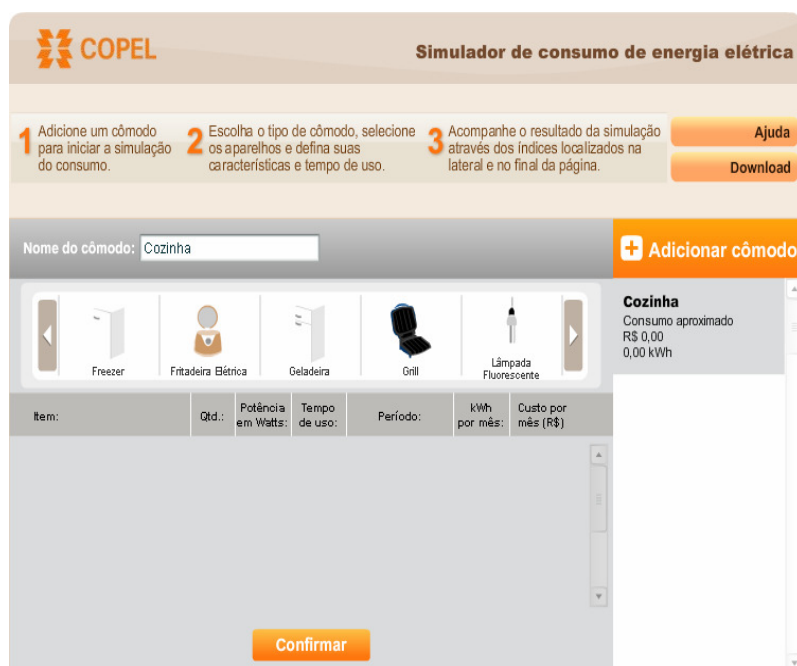 COPEL
Simulador de consumo de energia elétrica
1 Adicione um cômodo
para iniciar a simulação
do consumo.
2 Escolha o tipo de cômodo, selecione
os aparelhos e defina suas
características e tempo de uso.
3 Acompanhe o resultado da simulação
através dos índices localizados na
lateral e no final da página.
Ajuda
Download
Nome do cômodo: Cozinha
+ Adicionar cômodo
Freezer
Fritadeira Elétrica
Geladeira
Grill
Lâmpada
Fluorescente
Cozinha
Consumo aproximado
R$ 0,00
0,00 kWh
Item:
Qtd.:
Potência
em Watts:
Tempo
de uso:
Período:
kWh
por mês:
Custo por
mês (R$)
Confirmar